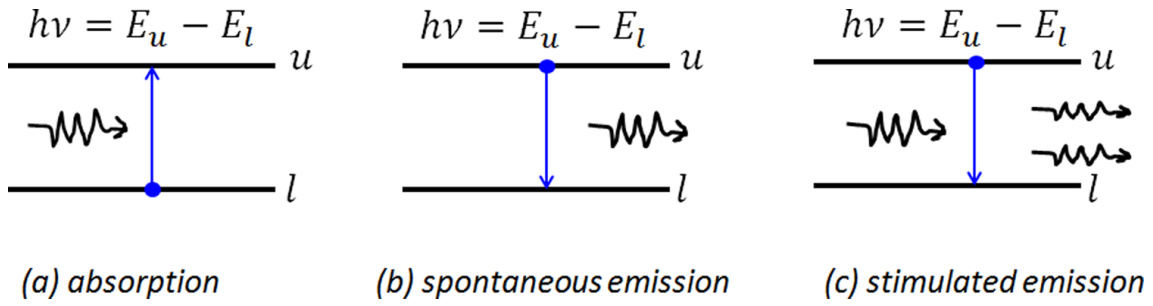 hν = E_u − E_l
u
l
(a) absorption
hν = E_u − E_l
u
l
(b) spontaneous emission
hν = E_u − E_l
u
l
(c) stimulated emission